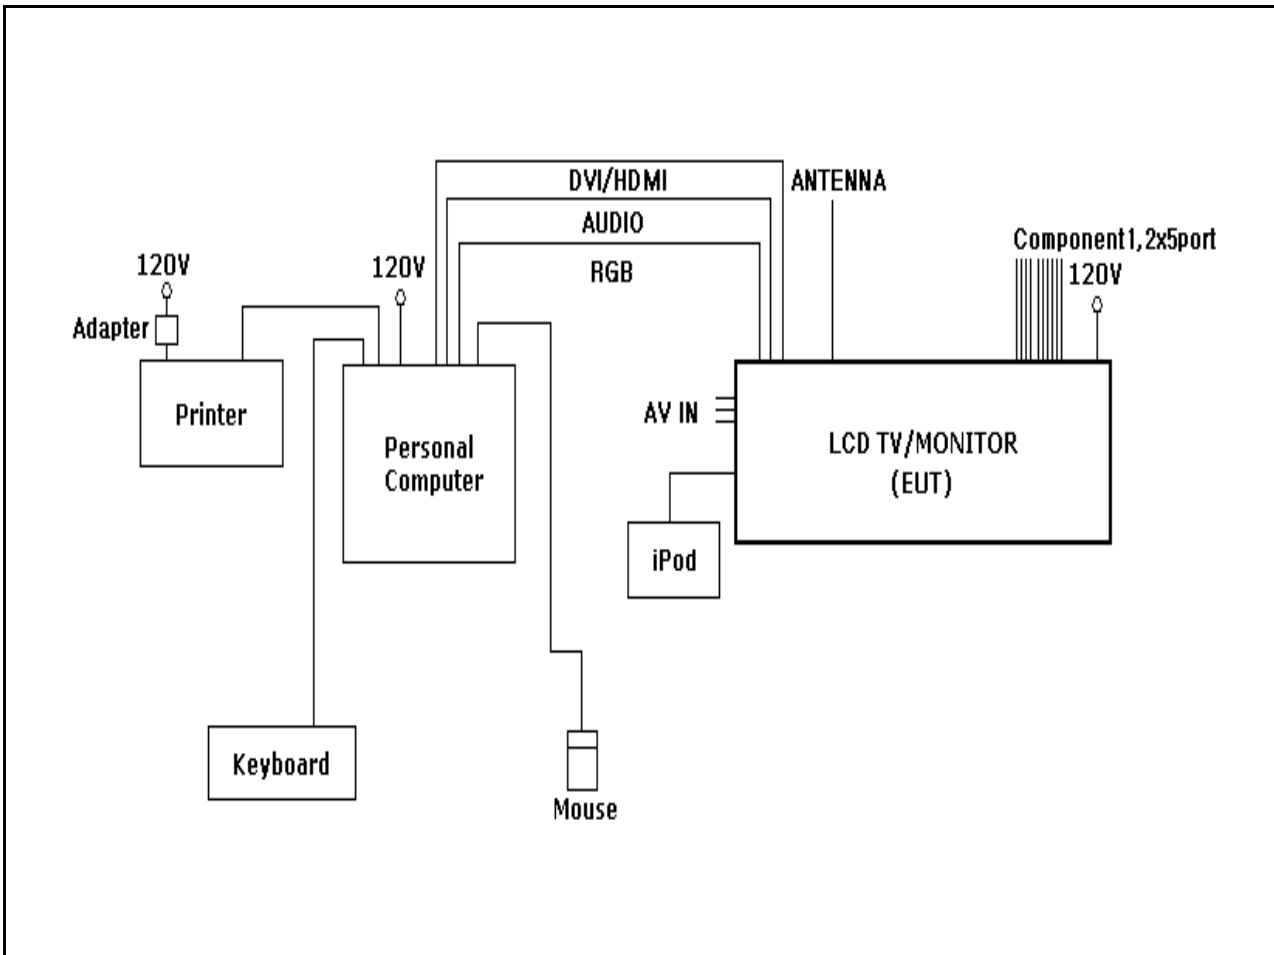 DVI/HDMI
ANTENNA
AUDIO
Component1,2x5port
120V
120V
RGB
120V
Adapter
Printer
AV IN
Personal
Computer
LCD TV/MONITOR
(EUT)
iPod
Keyboard
Mouse